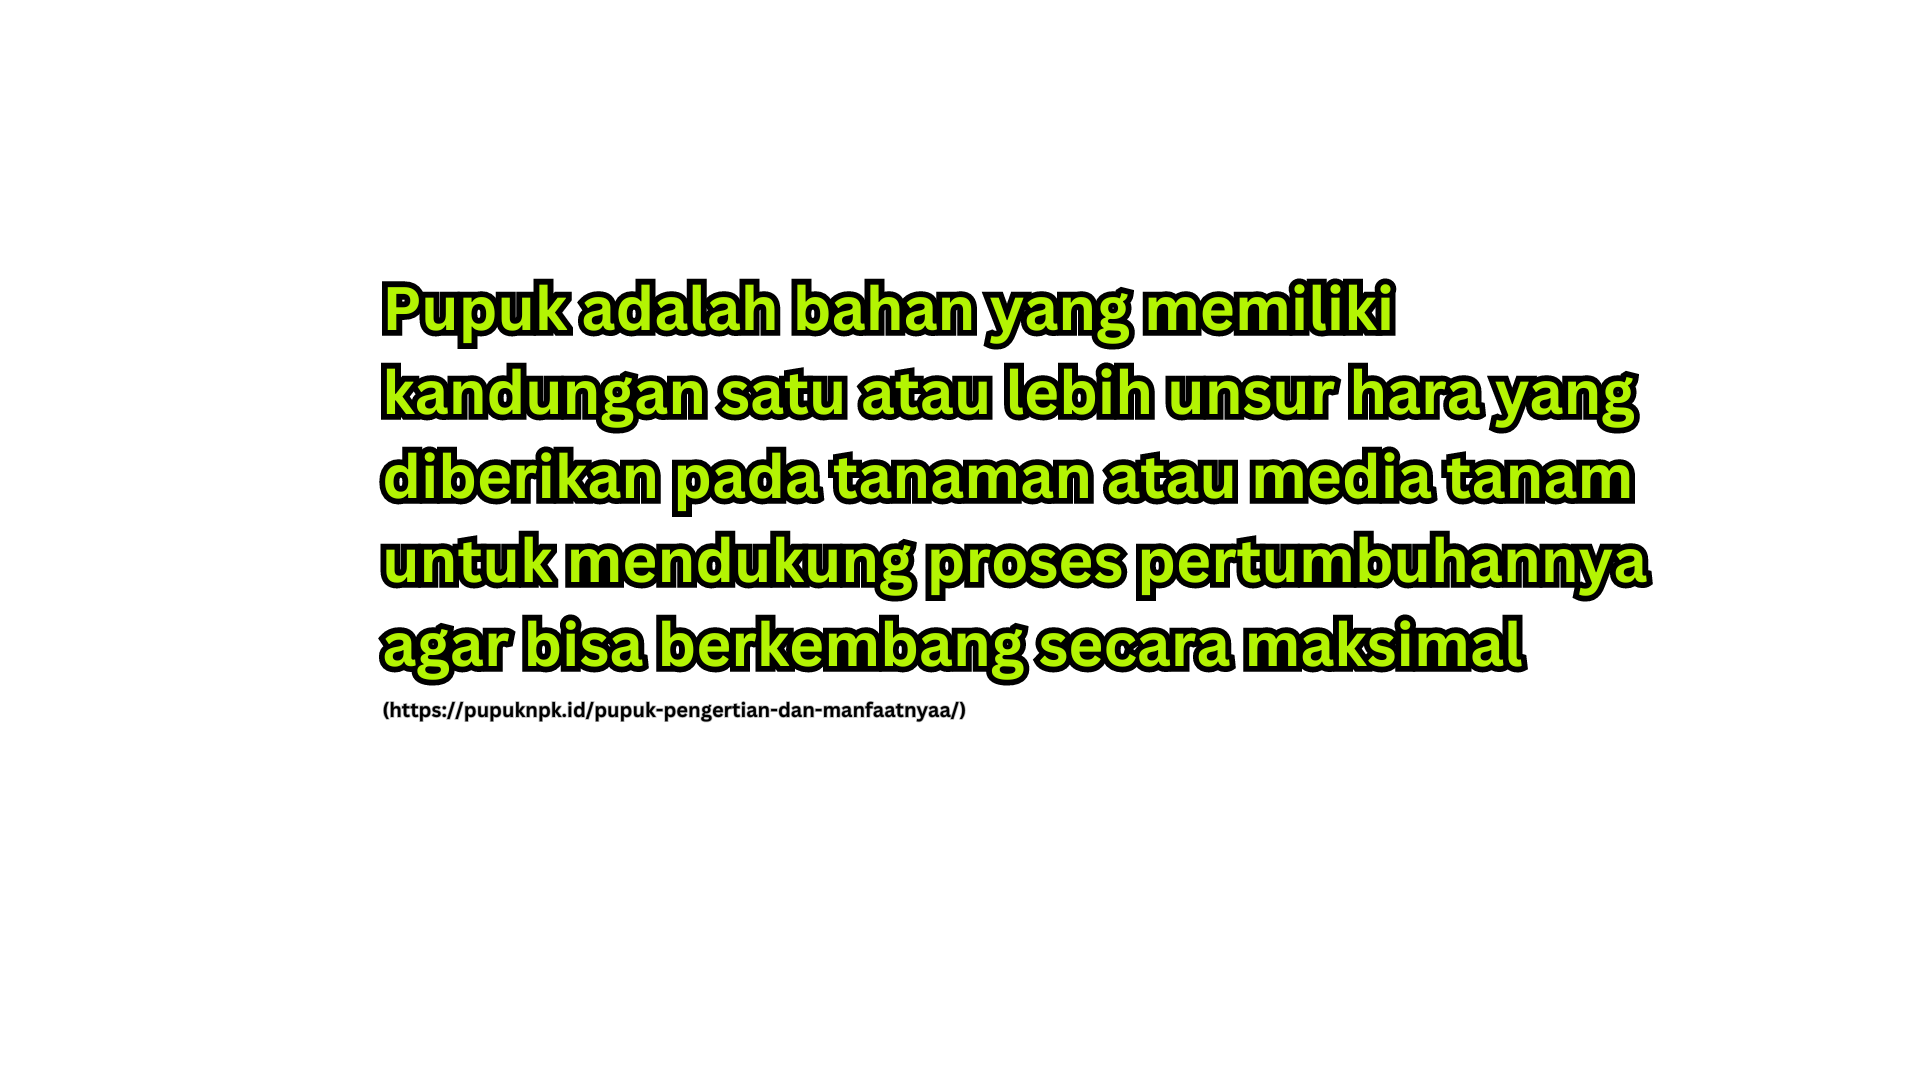 Pupuk adalah bahan yang memiliki
kandungan satu atau lebih unsur hara yang
diberikan pada tanaman atau media tanam
untuk mendukung proses pertumbuhannya
agar bisa berkembang secara maksimal
(https://pupuknpk.id/pupuk-pengertian-dan-manfaatnyaa/)